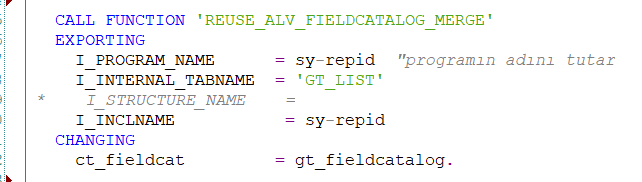 CALL FUNCTION 'REUSE_ALV_FIELDCATALOG_MERGE'
EXPORTING
I_PROGRAM_NAME = sy-repid "programın adını tutar
I_INTERNAL_TABNAME = 'GT_LIST'
* I_STRUCTURE_NAME =
I_INCLNAME = sy-repid
CHANGING
ct_fieldcat = gt_fieldcatalog.